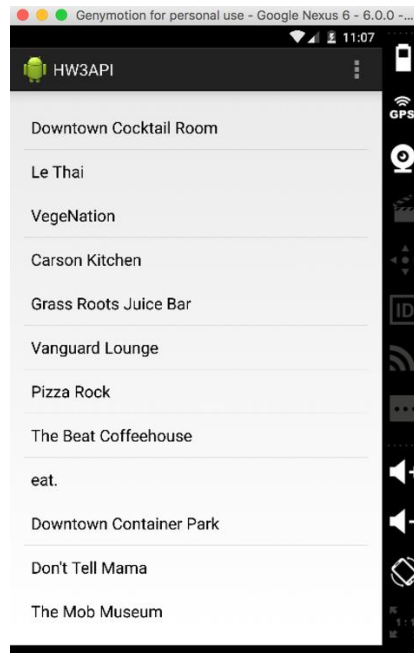 Genymotion for personal use - Google Nexus 6 - 6.0.0 -...
11:07
HW3API
GPS
Downtown Cocktail Room
Le Thai
VegeNation
Carson Kitchen
Grass Roots Juice Bar
ID
Vanguard Lounge
Pizza Rock
The Beat Coffeehouse
eat.
Downtown Container Park
Don't Tell Mama
The Mob Museum